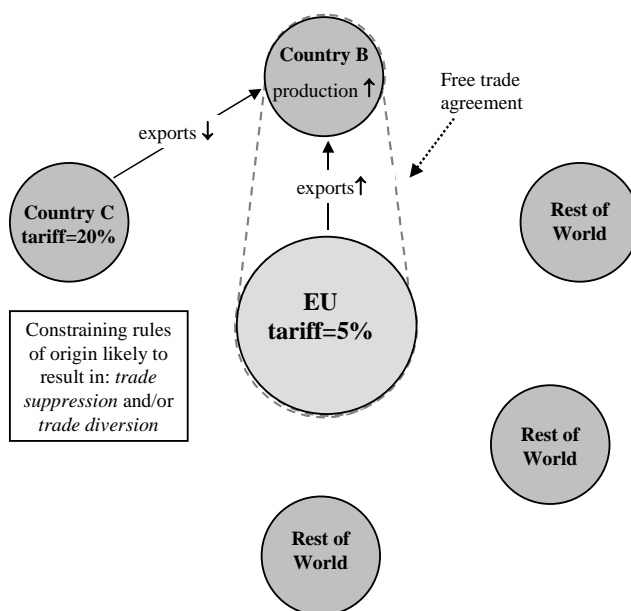 Country B
production ↑
Free trade
agreement
exports ↓
exports↑
Country C
tariff=20%
Rest of
World
EU
tariff=5%
Constraining rules
of origin likely to
result in: trade
suppression and/or
trade diversion
Rest of
World
Rest of
World